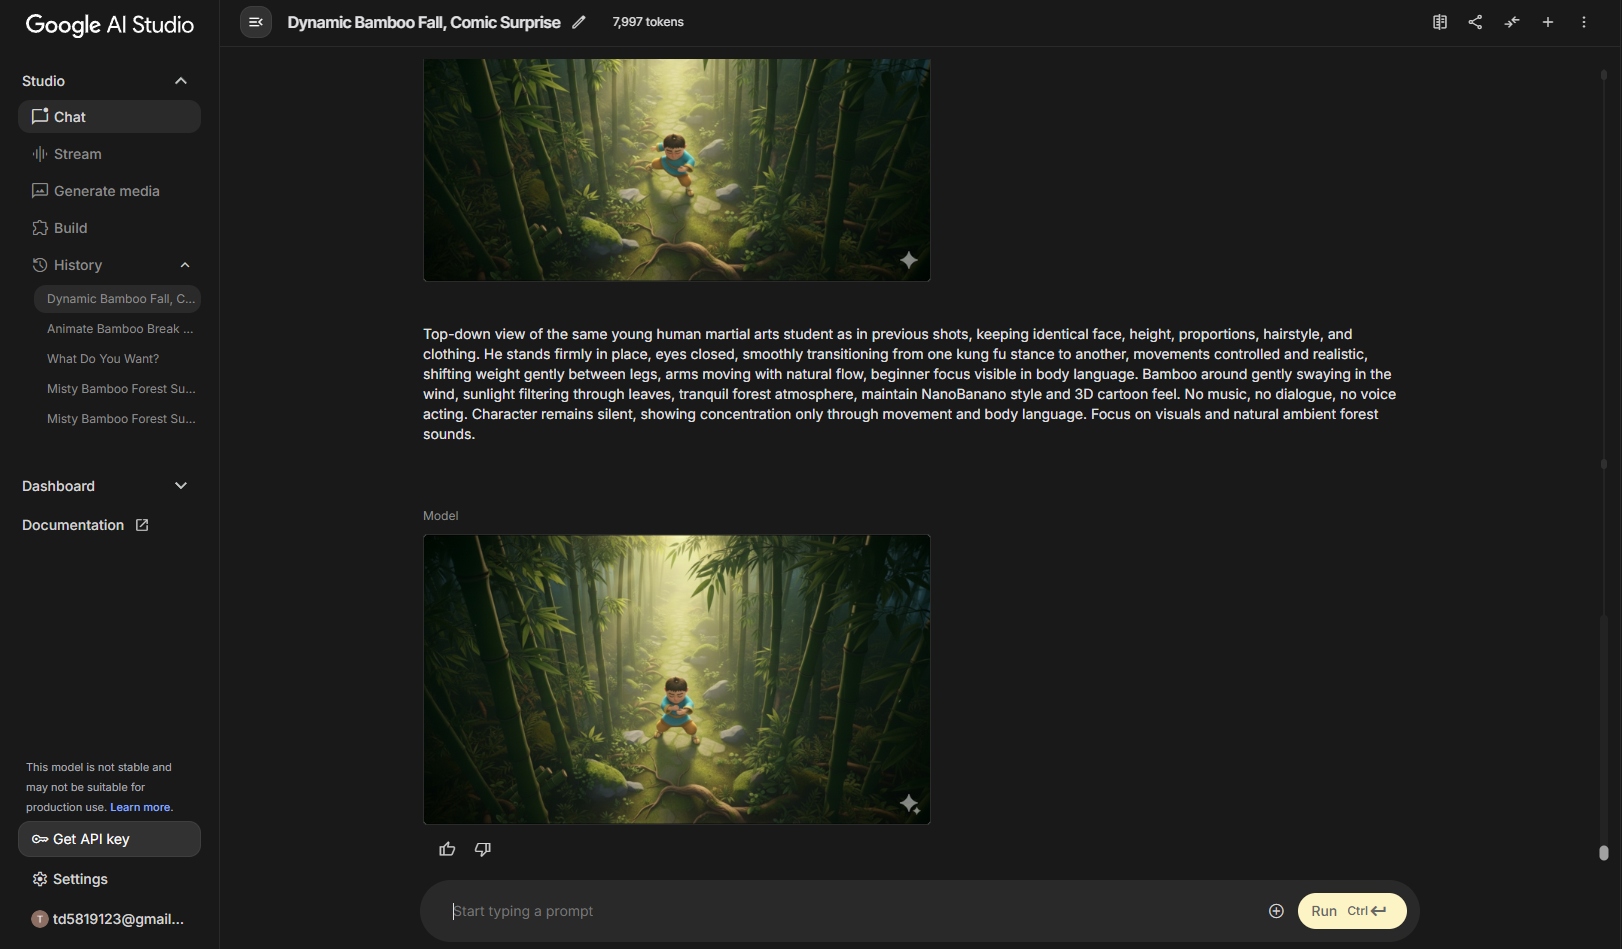 Google AI Studio
Dynamic Bamboo Fall, Comic Surprise
7,997 tokens
Studio
Chat
Stream
Generate media
Build
History
Dynamic Bamboo Fall, C...
Animate Bamboo Break ...
What Do You Want?
Misty Bamboo Forest Su...
Misty Bamboo Forest Su...
Dashboard
Documentation
This model is not stable and
may not be suitable for
production use. Learn more.
Get API key
Settings
T
td5819123@gmail...
Top-down view of the same young human martial arts student as in previous shots, keeping identical face, height, proportions, hairstyle, and
clothing. He stands firmly in place, eyes closed, smoothly transitioning from one kung fu stance to another, movements controlled and realistic,
shifting weight gently between legs, arms moving with natural flow, beginner focus visible in body language. Bamboo around gently swaying in the
wind, sunlight filtering through leaves, tranquil forest atmosphere, maintain NanoBanano style and 3D cartoon feel. No music, no dialogue, no voice
acting. Character remains silent, showing concentration only through movement and body language. Focus on visuals and natural ambient forest
sounds.
Model
Start typing a prompt
Run Ctrl